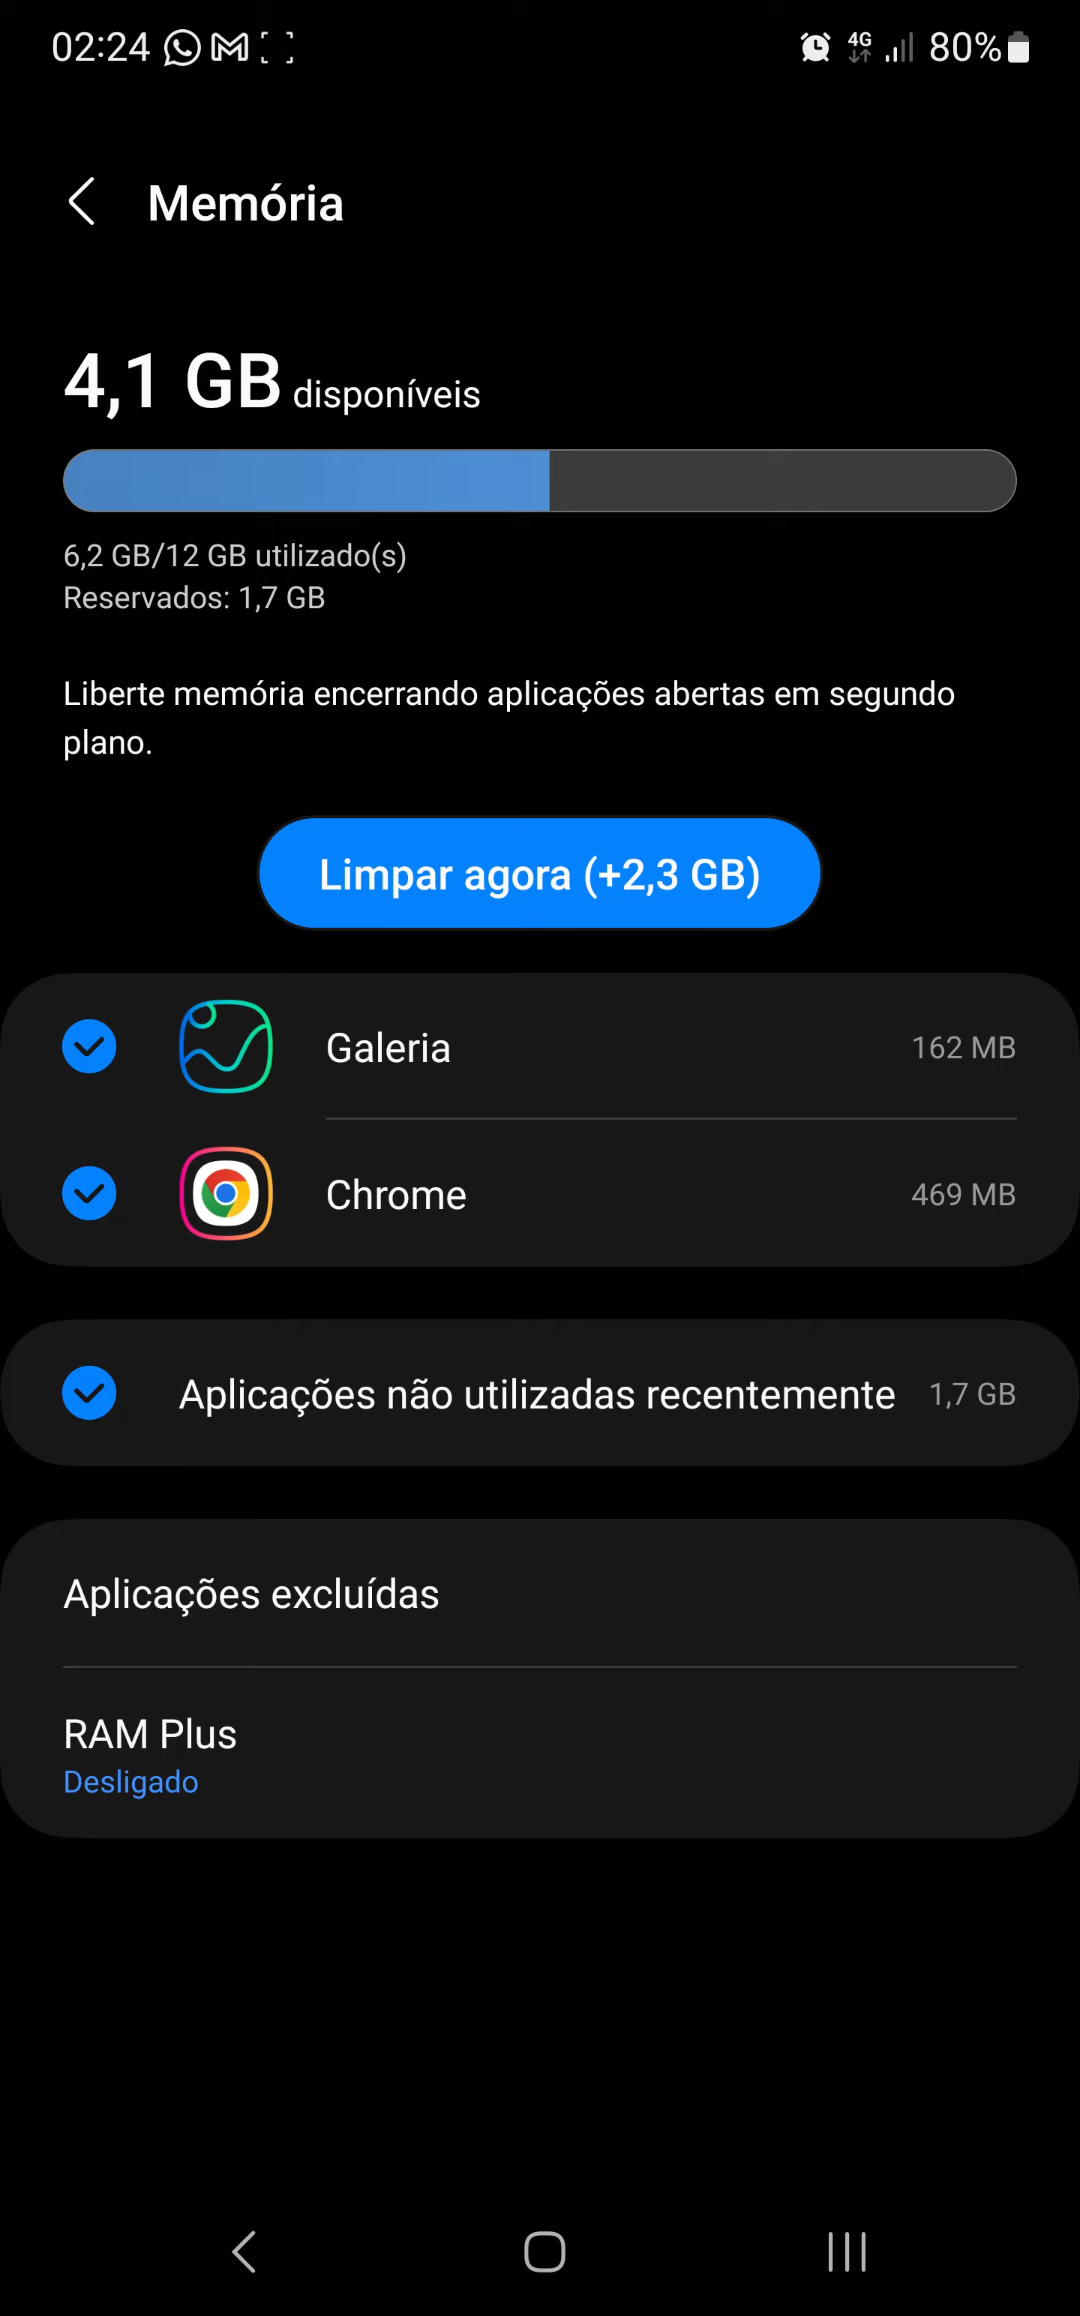 02:24 4G 80%
Memória
4,1 GB disponíveis
6,2 GB/12 GB utilizado(s)
Reservados: 1,7 GB
Liberte memória encerrando aplicações abertas em segundo
plano.
Limpar agora (+2,3 GB)
Galeria 162 MB
Chrome 469 MB
Aplicações não utilizadas recentemente 1,7 GB
Aplicações excluídas
RAM Plus
Desligado